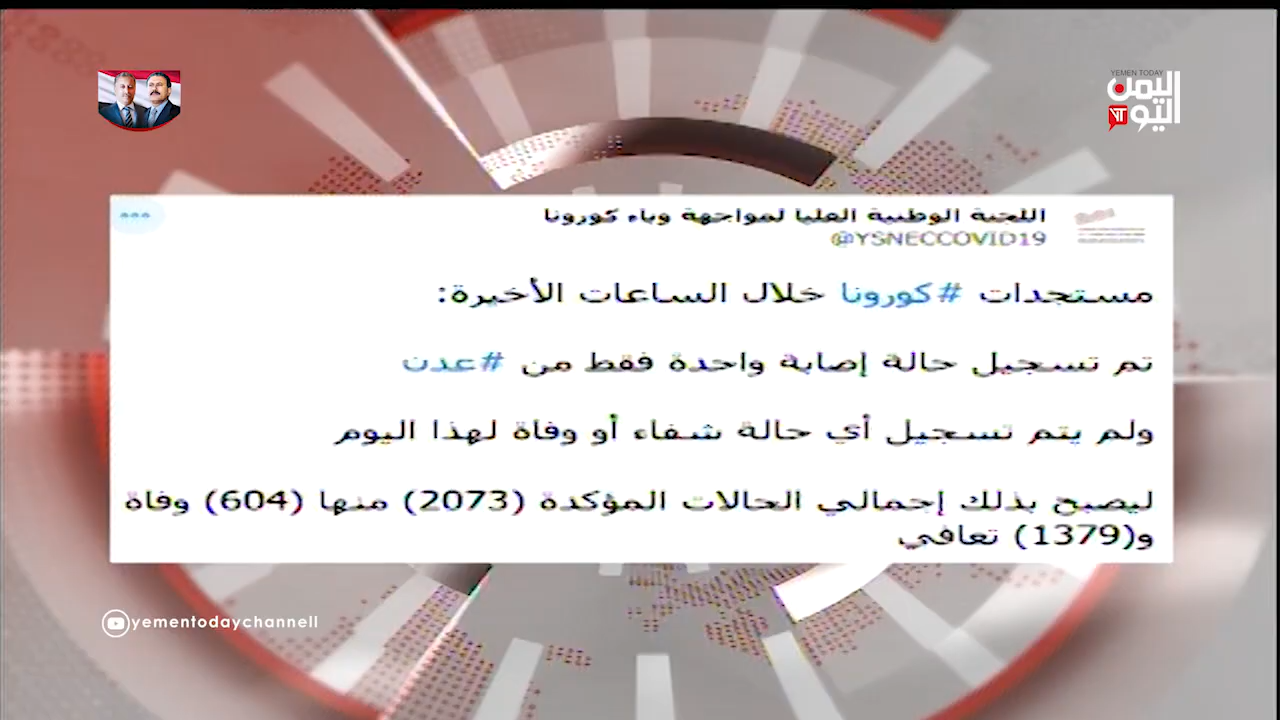 YEMEN TODAY
اليمن
اليوم
YT
اللجنة الوطنية العليا لمواجهة وباء كورونا
@YSNECCOVID19
مستجدات #كورونا خلال الساعات الأخيرة:
تم تسجيل حالة إصابة واحدة فقط من #عدن
ولم يتم تسجيل أي حالة شفاء أو وفاة لهذا اليوم
ليصبح بذلك إجمالي الحالات المؤكدة (2073) منها (604) وفاة
و(1379) تعافي
yementodaychannell